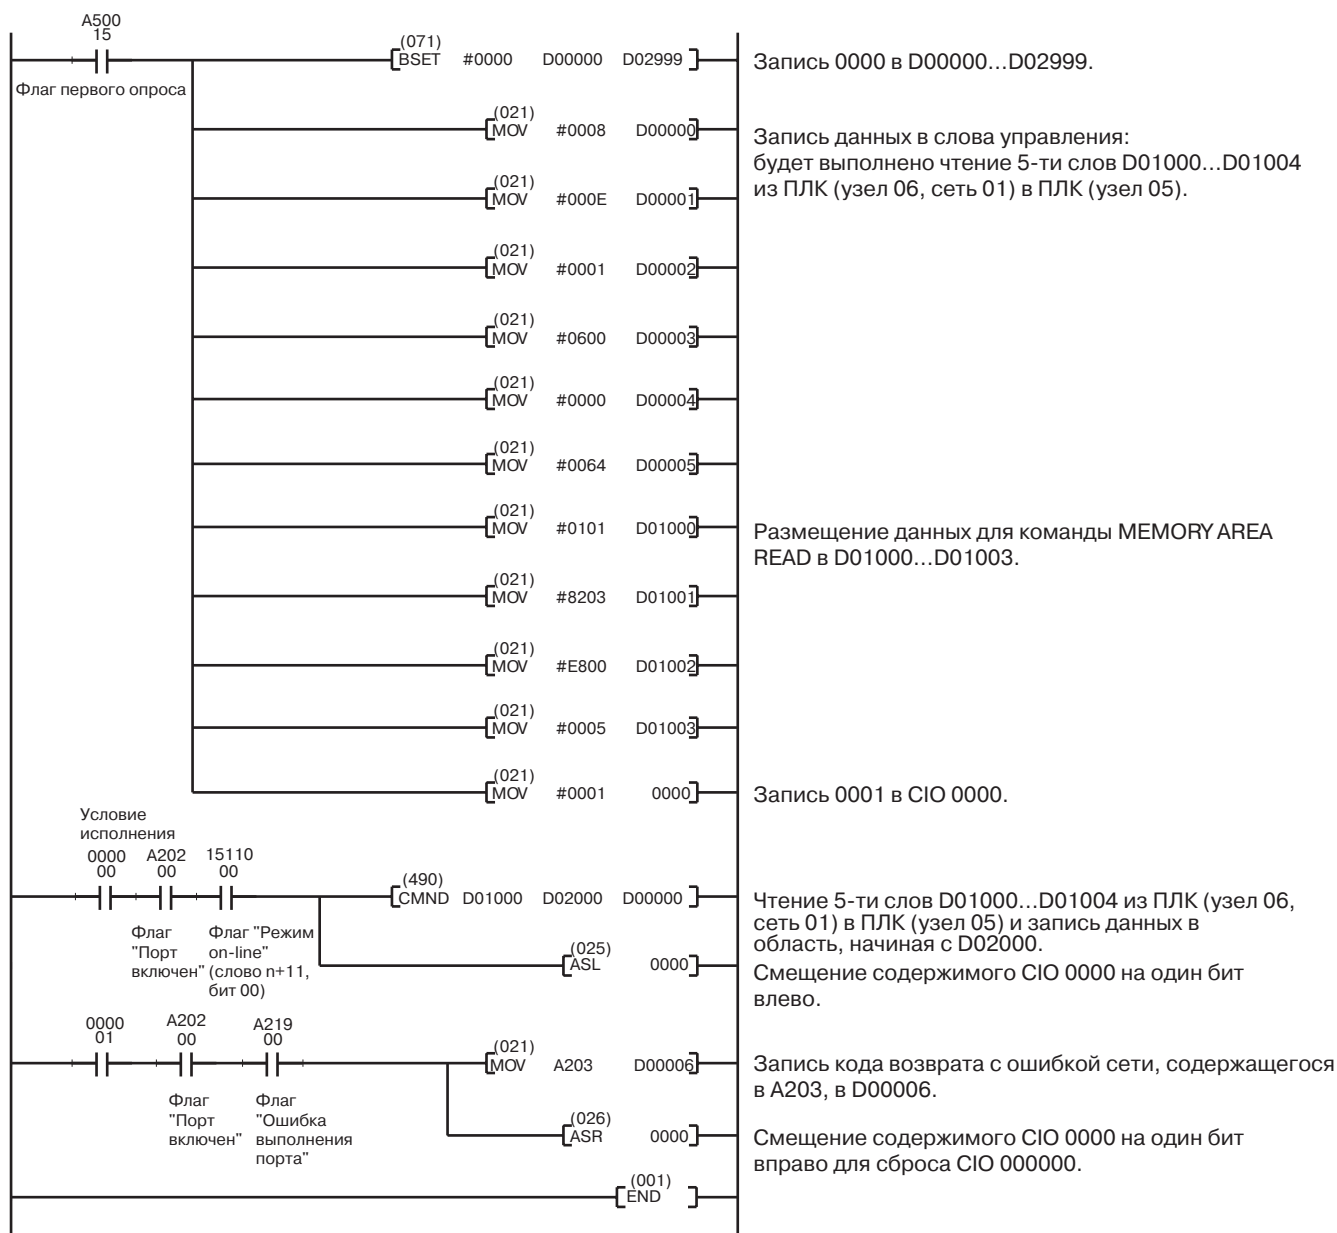 A500
15
(071)
BSET #0000 D00000 D02999
Запись 0000 в D00000...D02999.
Флаг первого опроса
(021)
MOV #0008 D00000
Запись данных в слова управления:
будет выполнено чтение 5-ти слов D01000...D01004
из ПЛК (узел 06, сеть 01) в ПЛК (узел 05).
(021)
MOV #000E D00001
(021)
MOV #0001 D00002
(021)
MOV #0600 D00003
(021)
MOV #0000 D00004
(021)
MOV #0064 D00005
(021)
MOV #0101 D01000
Размещение данных для команды MEMORY AREA
READ в D01000...D01003.
(021)
MOV #8203 D01001
(021)
MOV #E800 D01002
(021)
MOV #0005 D01003
(021)
MOV #0001 0000
Запись 0001 в CIO 0000.
Условие
исполнения
0000 A202 15110
00 00 00
(490)
CMND D01000 D02000 D00000
Чтение 5-ти слов D01000...D01004 из ПЛК (узел 06,
сеть 01) в ПЛК (узел 05) и запись данных в
область, начиная с D02000.
Флаг
"Порт
включен"
Флаг "Режим
on-line"
(слово n+11,
бит 00)
(025)
ASL 0000
Смещение содержимого CIO 0000 на один бит
влево.
0000 A202 A219
01 00 00
(021)
MOV A203 D00006
Запись кода возврата с ошибкой сети, содержащегося
в A203, в D00006.
Флаг
"Порт
включен"
Флаг
"Ошибка
выполнения
порта"
(026)
ASR 0000
Смещение содержимого CIO 0000 на один бит
вправо для сброса CIO 000000.
(001)
END